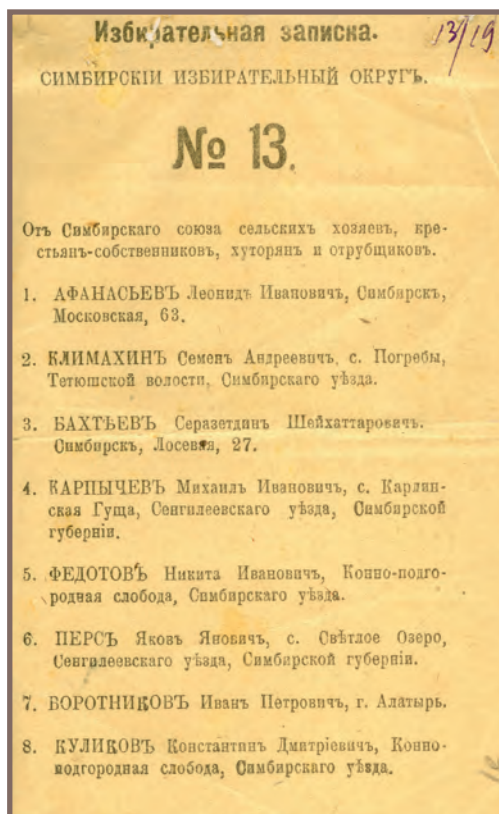 Избирательная записка.
13/19
СИМБИРСКІЙ ИЗБИРАТЕЛЬНЫЙ ОКРУГЪ.
№ 13.
Отъ Симбирскаго союза сельскихъ хозяевъ, кре-
стьянъ-собственниковъ, хуторянъ и отрубщиковъ.
1. АФАНАСЬЕВЪ Леонидъ Ивановичъ, Симбирскъ,
Московская, 63.
2. КЛИМАХИНЪ Семенъ Андреевичъ, с. Погребы,
Тетюшской волости, Симбирскаго уѣзда.
3. БАХТѢЕВЪ Серазетдинъ Шейхаттаровичъ.
Симбирскъ, Лосевая, 27.
4. КАРПЫЧЕВЪ Михаилъ Ивановичъ, с. Карлин-
ская Гуща, Сенгилеевскаго уѣзда, Симбирской
губерніи.
5. ФЕДОТОВЪ Никита Ивановичъ, Конно-подго-
родная слобода, Симбирскаго уѣзда.
6. ПЕРСЪ Яковъ Яновичъ, с. Свѣтлое Озеро,
Сенгилеевскаго уѣзда, Симбирской губерніи.
7. БОРОТНИКОВЪ Иванъ Петровичъ, г. Алатырь.
8. КУЛИКОВЪ Константинъ Дмитріевичъ, Конно-
подгородная слобода, Симбирскаго уѣзда.